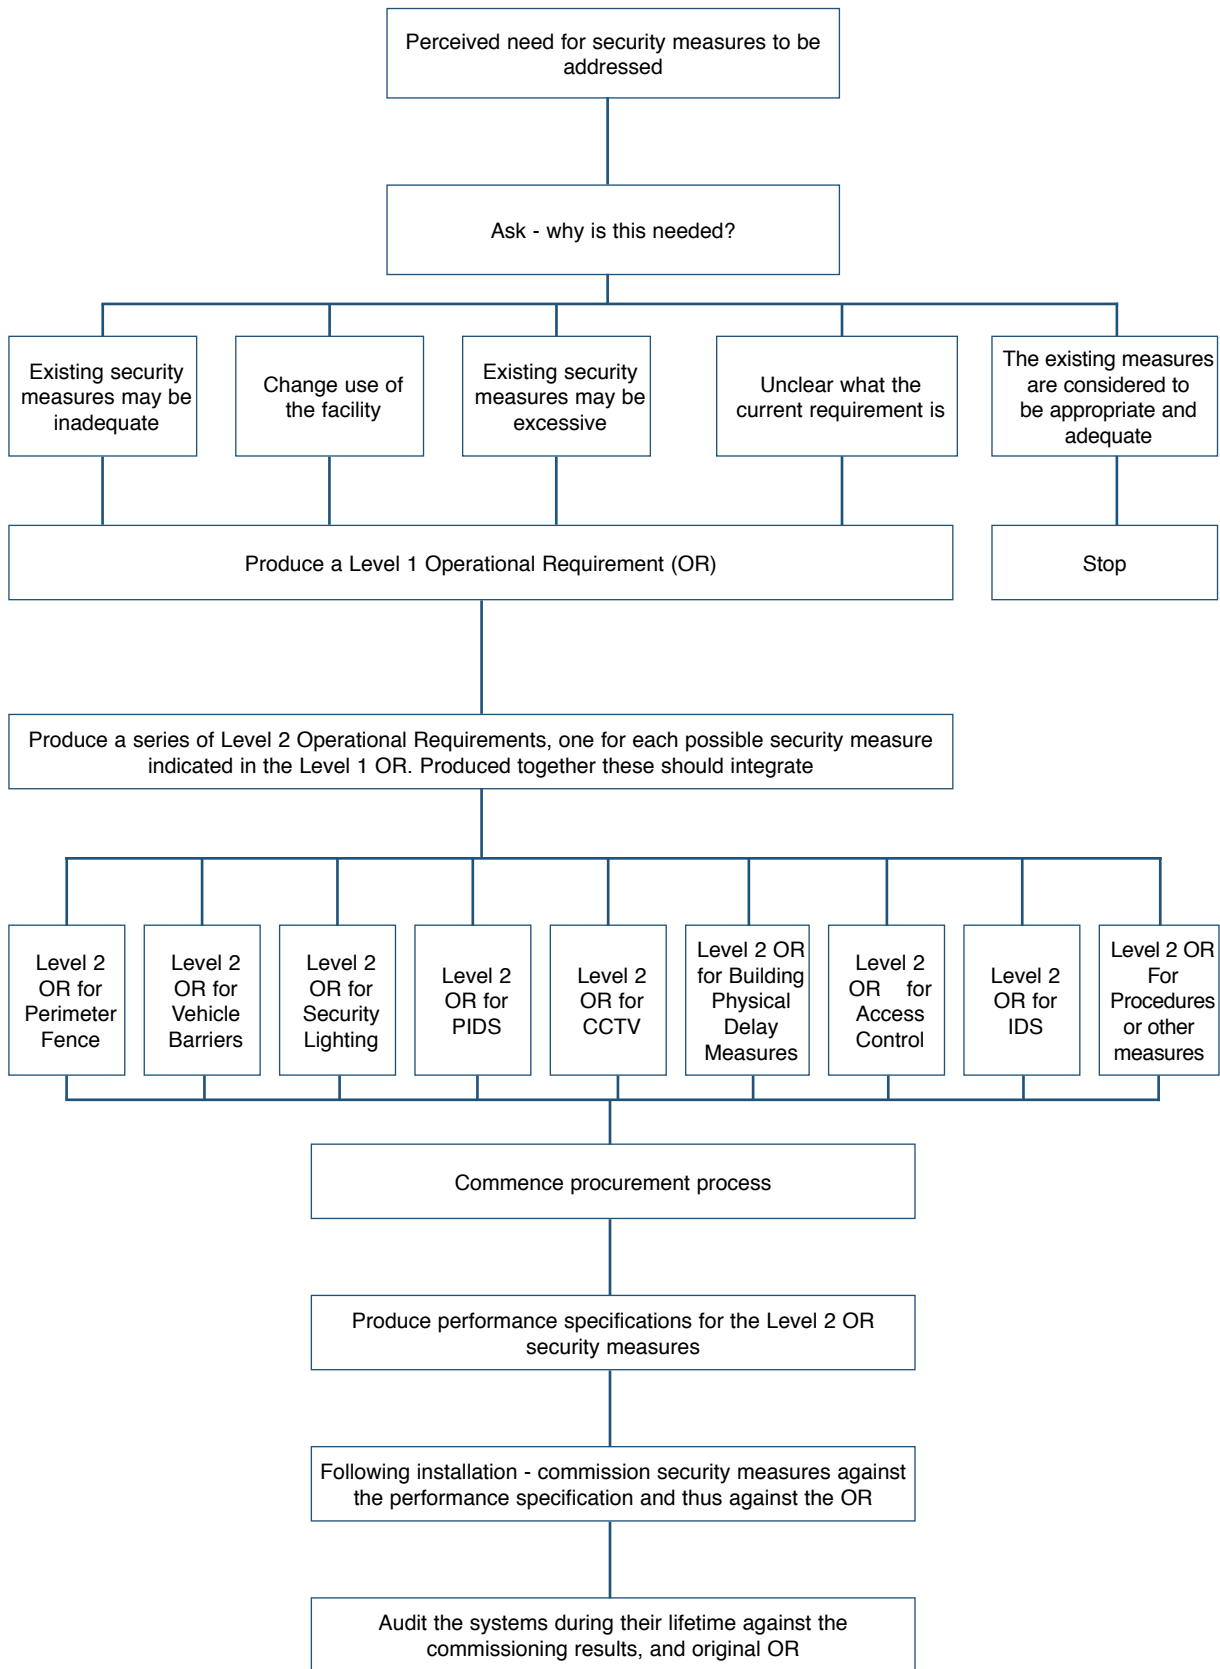 Perceived need for security measures to be
addressed
Ask - why is this needed?
Existing security
measures may be
inadequate
Change use of
the facility
Existing security
measures may be
excessive
Unclear what the
current requirement is
The existing measures
are considered to
be appropriate and
adequate
Produce a Level 1 Operational Requirement (OR)
Stop
Produce a series of Level 2 Operational Requirements, one for each possible security measure
indicated in the Level 1 OR. Produced together these should integrate
Level 2
OR for
Perimeter
Fence
Level 2
OR for
Vehicle
Barriers
Level 2
OR for
Security
Lighting
Level 2
OR for
PIDS
Level 2
OR for
CCTV
Level 2 OR
for Building
Physical
Delay
Measures
Level 2
OR for
Access
Control
Level 2
OR for
IDS
Level 2 OR
For
Procedures
or other
measures
Commence procurement process
Produce performance specifications for the Level 2 OR
security measures
Following installation - commission security measures against
the performance specification and thus against the OR
Audit the systems during their lifetime against the
commissioning results, and original OR